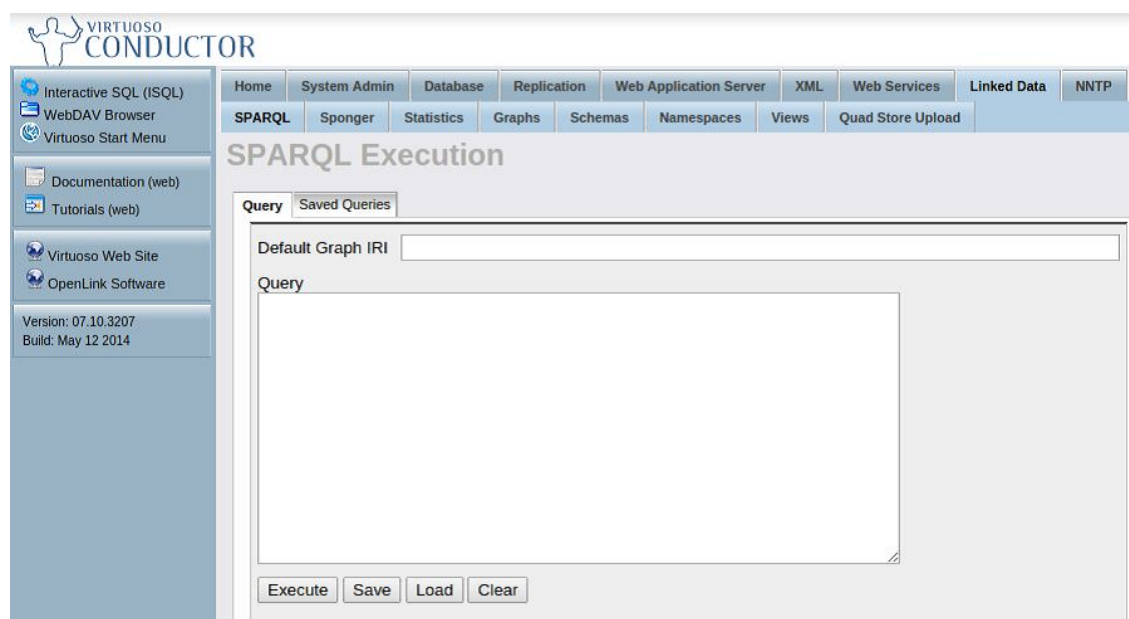 VIRTUOSO
CONDUCTOR
Interactive SQL (ISQL)
WebDAV Browser
Virtuoso Start Menu
Documentation (web)
Tutorials (web)
Virtuoso Web Site
OpenLink Software
Version: 07.10.3207
Build: May 12 2014
Home System Admin Database Replication Web Application Server XML Web Services Linked Data NNTP
SPARQL Sponger Statistics Graphs Schemas Namespaces Views Quad Store Upload
SPARQL Execution
Query Saved Queries
Default Graph IRI
Query
Execute Save Load Clear